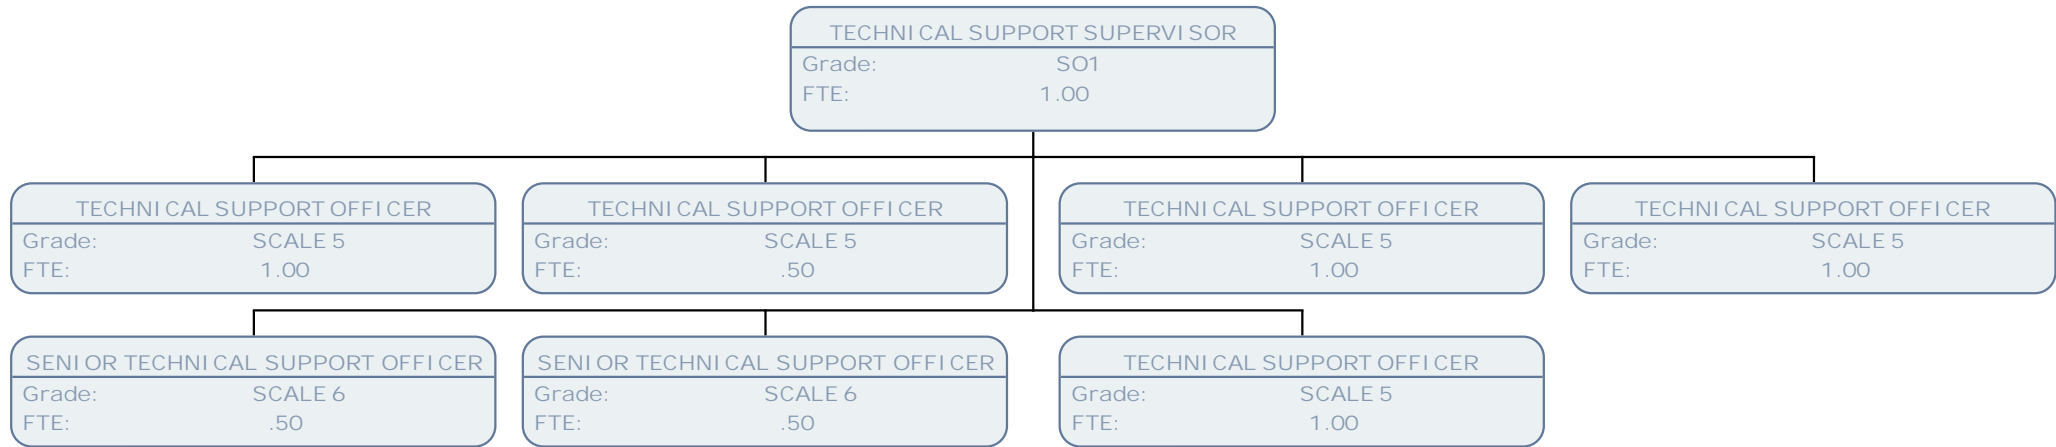 TECHNICAL SUPPORT SUPERVISOR
Grade: SO1
FTE: 1.00
TECHNICAL SUPPORT OFFICER
Grade: SCALE 5
FTE: 1.00
TECHNICAL SUPPORT OFFICER
Grade: SCALE 5
FTE: .50
TECHNICAL SUPPORT OFFICER
Grade: SCALE 5
FTE: 1.00
TECHNICAL SUPPORT OFFICER
Grade: SCALE 5
FTE: 1.00
SENIOR TECHNICAL SUPPORT OFFICER
Grade: SCALE 6
FTE: .50
SENIOR TECHNICAL SUPPORT OFFICER
Grade: SCALE 6
FTE: .50
TECHNICAL SUPPORT OFFICER
Grade: SCALE 5
FTE: 1.00